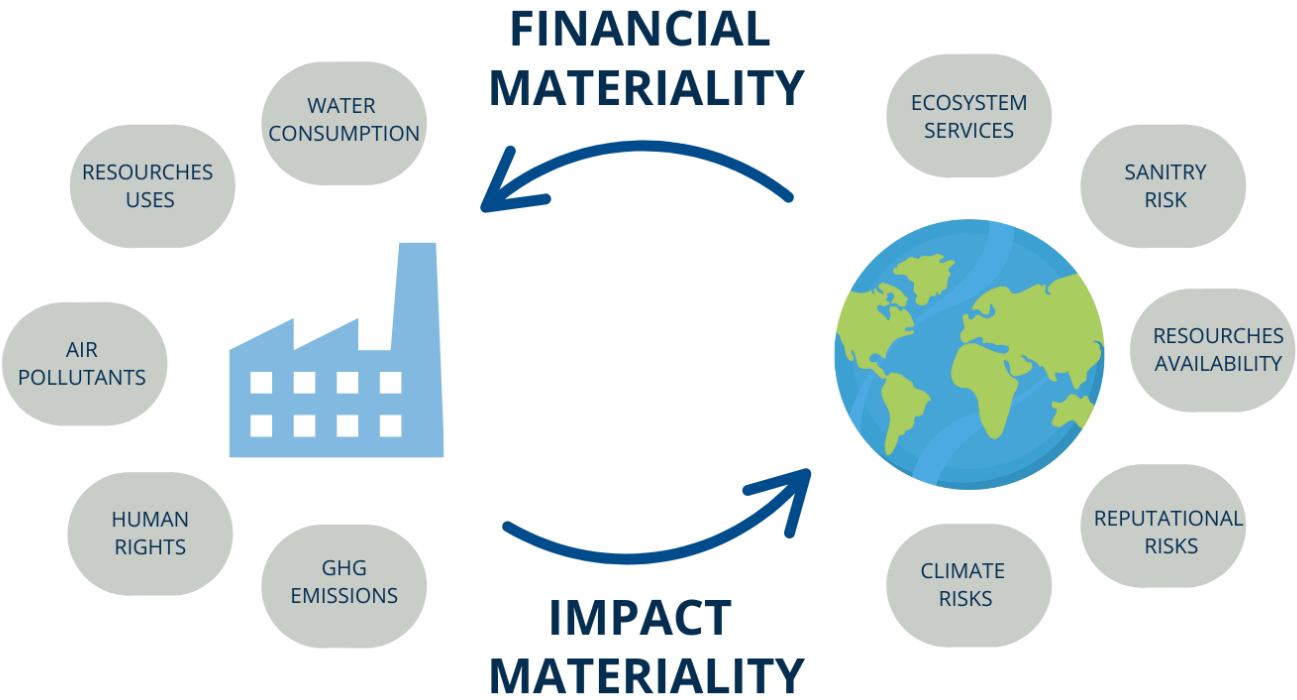 FINANCIAL
MATERIALITY
WATER
CONSUMPTION
RESOURCHES
USES
AIR
POLLUTANTS
HUMAN
RIGHTS
GHG
EMISSIONS
ECOSYSTEM
SERVICES
SANITRY
RISK
RESOURCHES
AVAILABILITY
REPUTATIONAL
RISKS
CLIMATE
RISKS
IMPACT
MATERIALITY